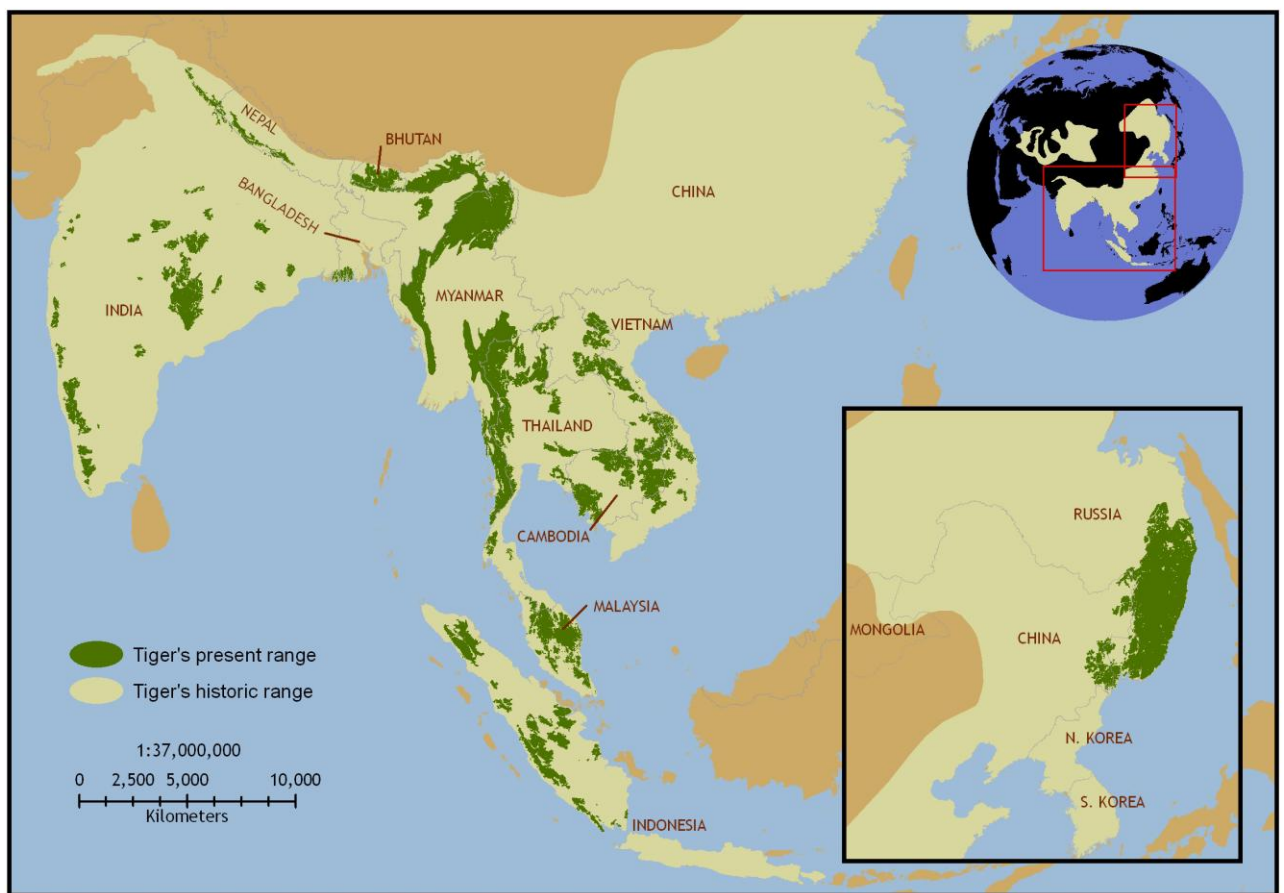 NEPAL
BHUTAN
CHINA
BANGLADESH
INDIA
MYANMAR
VIETNAM
THAILAND
CAMBODIA
MALAYSIA
INDONESIA
Tiger's present range
Tiger's historic range
1:37,000,000
0 2,500 5,000 10,000
Kilometers
RUSSIA
MONGOLIA
CHINA
N. KOREA
S. KOREA